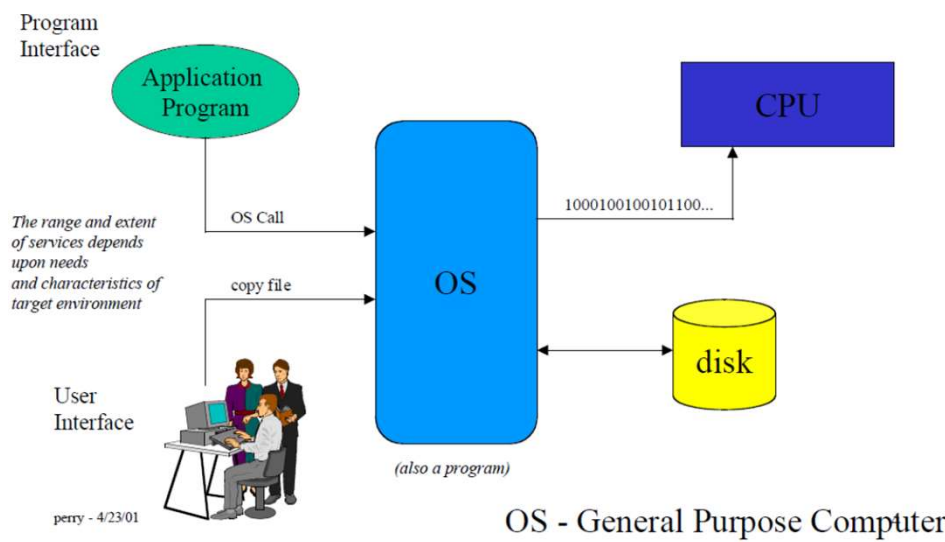 Program
Interface
Application
Program
CPU
OS Call
1000100100101100...
The range and extent
of services depends
upon needs
and characteristics of
target environment
copy file
OS
disk
User
Interface
(also a program)
perry - 4/23/01
OS - General Purpose Computer